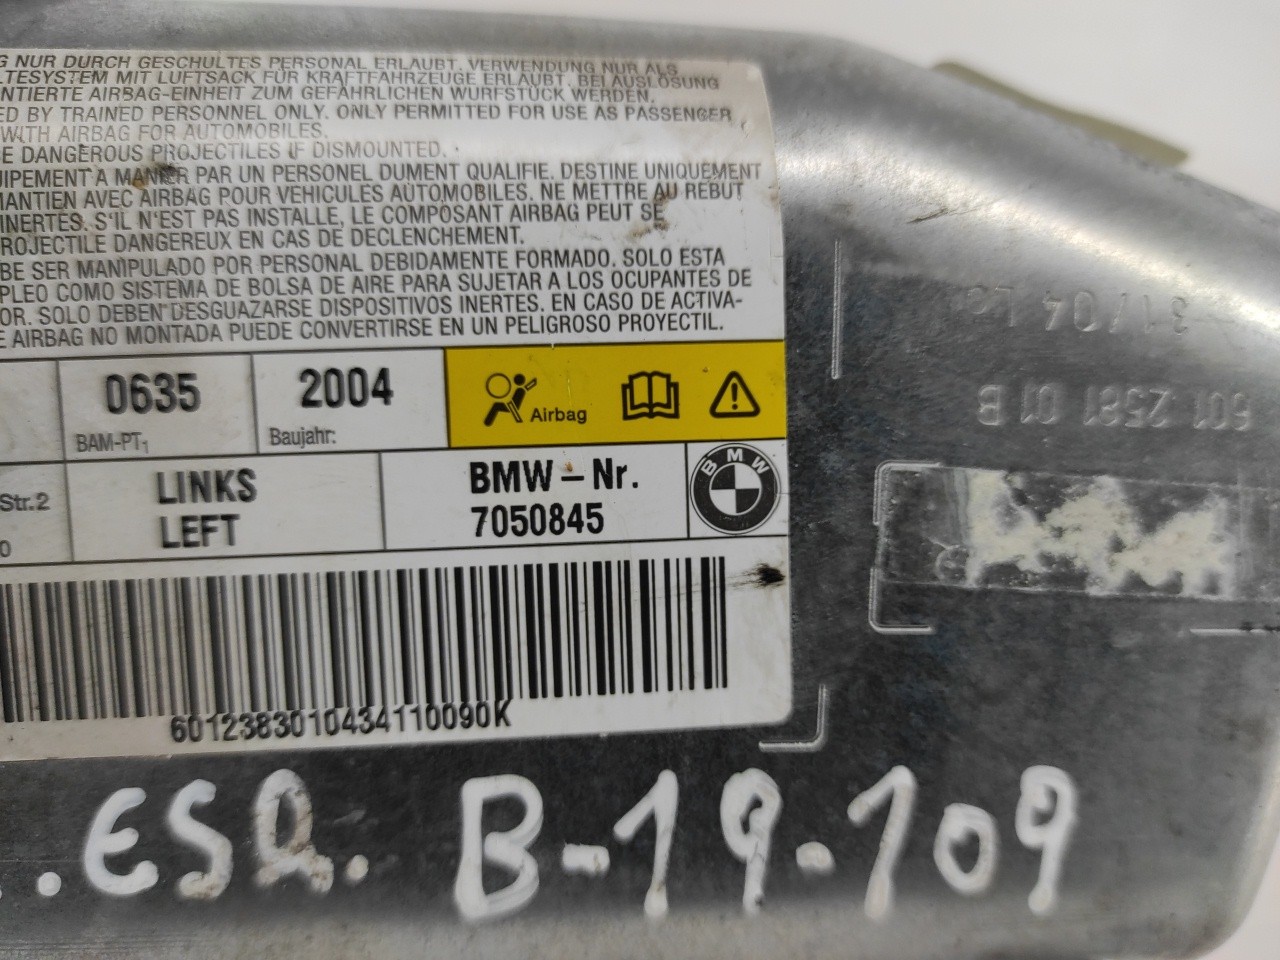 G NUR DURCH GESCHULTES PERSONAL ERLAUBT. VERWENDUNG NUR ALS
LTESYSTEM MIT LUFTSACK FÜR KRAFTFAHRZEUGE ERLAUBT. BEI AUSLÖSUNG
NTIERTE AIRBAG-EINHEIT ZUM GEFÄHRLICHEN WURFSTÜCK WERDEN.
ED BY TRAINED PERSONNEL ONLY. ONLY PERMITTED FOR USE AS PASSENGER
WITH AIRBAG FOR AUTOMOBILES.
E DANGEROUS PROJECTILES IF DISMOUNTED.
UIPEMENT A MANIER PAR UN PERSONEL DUMENT QUALIFIE. DESTINE UNIQUEMENT
MANTIEN AVEC AIRBAG POUR VEHICULES AUTOMOBILES. NE METTRE AU REBUT
INERTES. S'IL N'EST PAS INSTALLE, LE COMPOSANT AIRBAG PEUT SE
ROJECTILE DANGEREUX EN CAS DE DECLENCHEMENT.
BE SER MANIPULADO POR PERSONAL DEBIDAMENTE FORMADO. SOLO ESTA
PLEO COMO SISTEMA DE BOLSA DE AIRE PARA SUJETAR A LOS OCUPANTES DE
OR. SOLO DEBEN DESGUAZARSE DISPOSITIVOS INERTES. EN CASO DE ACTIVA-
E AIRBAG NO MONTADA PUEDE CONVERTIRSE EN UN PELIGROSO PROYECTIL.
0635
BAM-PT1
2004
Baujahr:
Airbag
Str.2
0
LINKS
LEFT
BMW-Nr.
7050845
BMW
6012383010434110090K
31/04
601 2581 01 B
..ESQ. B-19-109